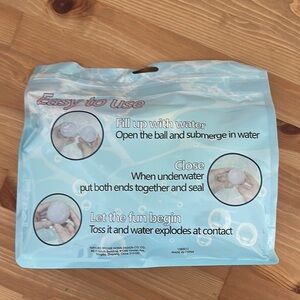 Easy to use
Fill up with water
Open the ball and submerge in water
Close
When underwater
put both ends together and seal
Let the fun begin
Toss it and water explodes at contact